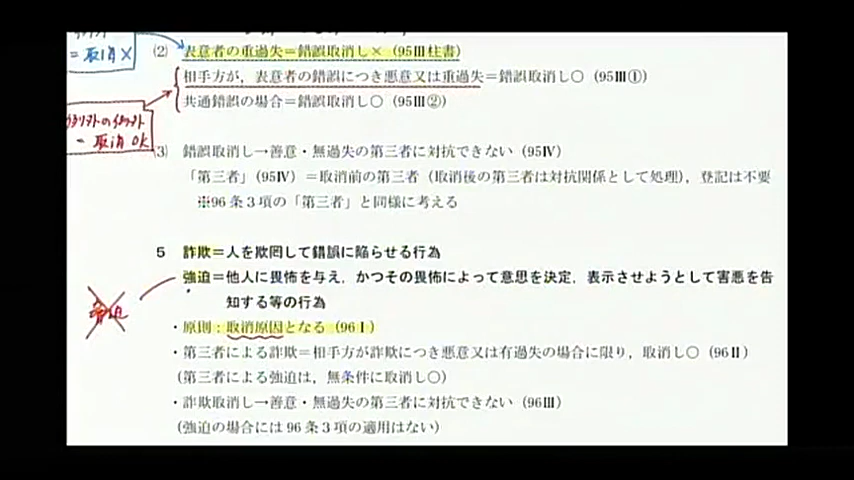 ＝取消×
(2) 表意者の重過失＝錯誤取消し×（95Ⅲ柱書）
相手方が，表意者の錯誤につき悪意又は重過失＝錯誤取消し○（95Ⅲ①）
共通錯誤の場合＝錯誤取消し○（95Ⅲ②）
＝取消OK
(3) 錯誤取消し→善意・無過失の第三者に対抗できない（95Ⅳ）
「第三者」（95Ⅳ）＝取消前の第三者（取消後の第三者は対抗関係として処理），登記は不要
※96条３項の「第三者」と同様に考える
５ 詐欺＝人を欺罔して錯誤に陥らせる行為
強迫＝他人に畏怖を与え，かつその畏怖によって意思を決定，表示させようとして害悪を告
知する等の行為
・原則：取消原因となる（96Ⅰ）
・第三者による詐欺＝相手方が詐欺につき悪意又は有過失の場合に限り，取消し○（96Ⅱ）
（第三者による強迫は，無条件に取消し○）
・詐欺取消し→善意・無過失の第三者に対抗できない（96Ⅲ）
（強迫の場合には96条３項の適用はない）